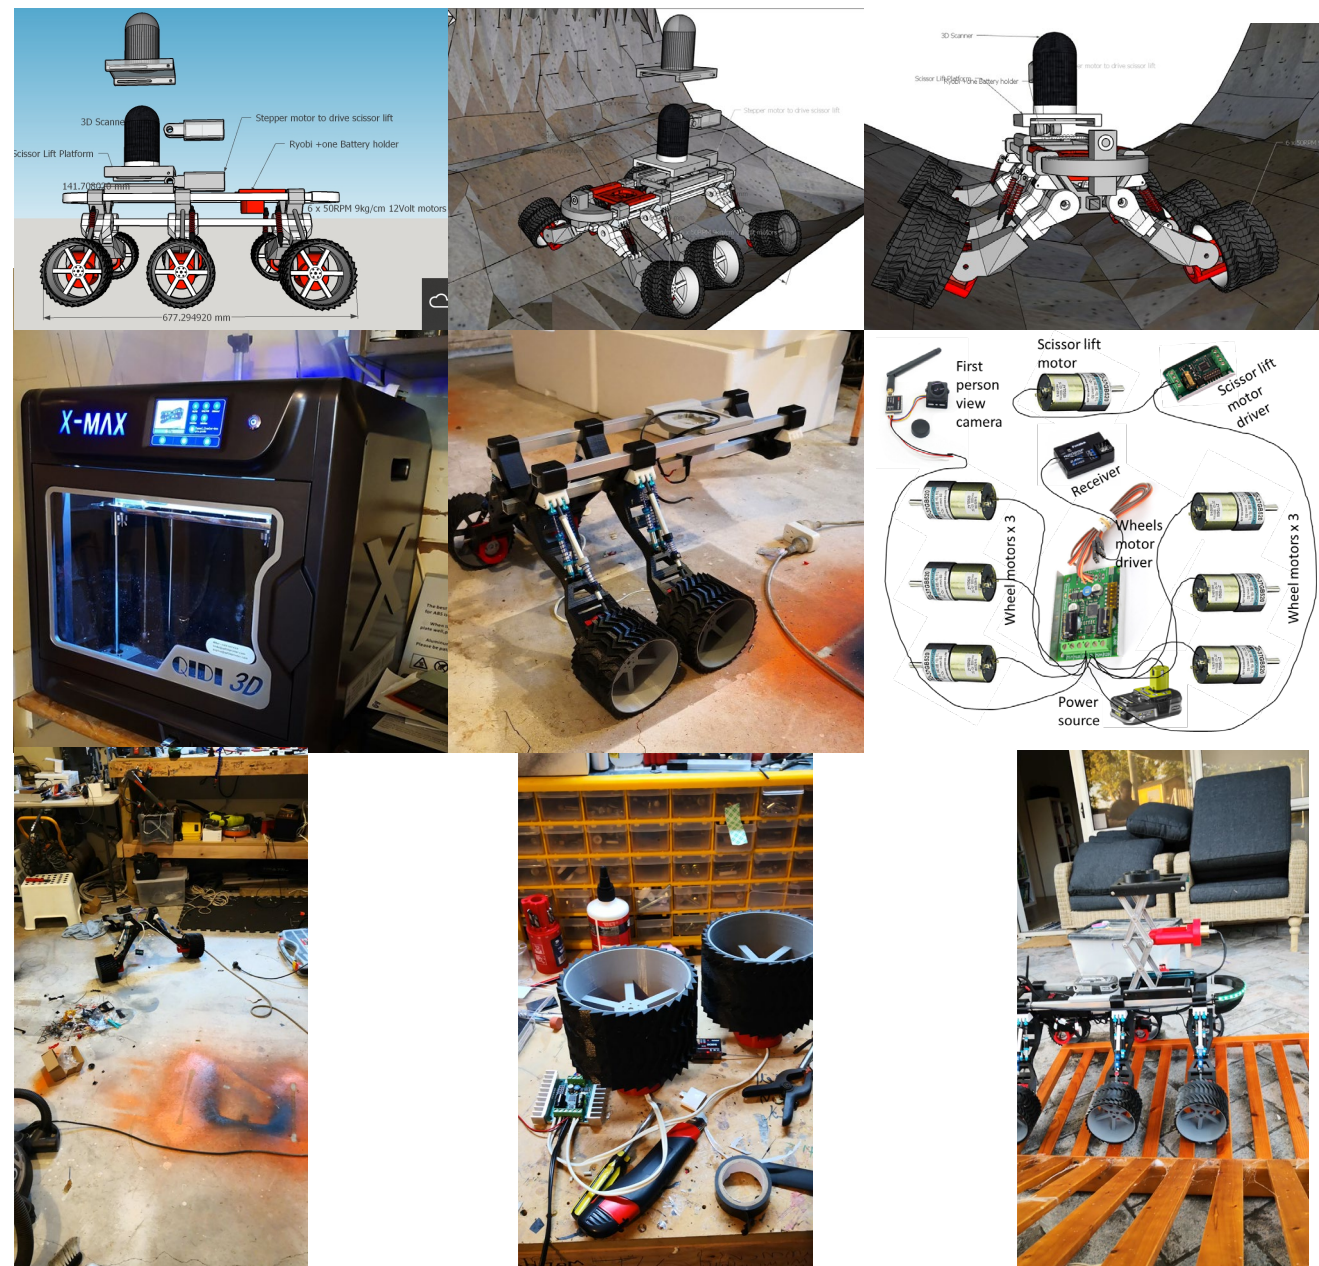 3D Scanner
Scissor Lift Platform
Stepper motor to drive scissor lift
Ryobi +one Battery holder
6 x 50RPM 9kg/cm 12Volt motors
677.294920 mm
Stepper motor to drive scissor lift
3D Scanner
mer motor to drive scissor lift
Scissor Lift Platform
Ryobi +one Battery holder
X-MAX
QIDI 3D
First
person
view
camera
Scissor lift
motor
Scissor lift
motor
driver
Receiver
Wheel motors x 3
Wheels
motor
driver
Wheel motors x 3
Power
source